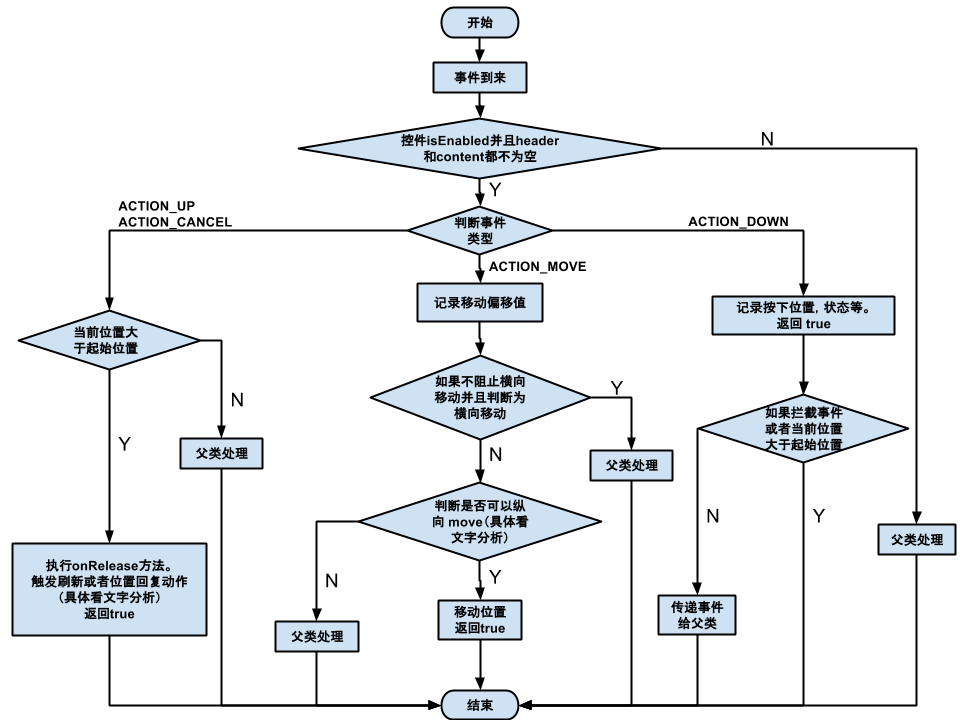 开始
事件到来
控件isEnabled并且header
和content都不为空
N
Y
ACTION_UP
ACTION_CANCEL
判断事件
类型
ACTION_DOWN
ACTION_MOVE
记录移动偏移值
记录按下位置, 状态等。
返回 true
当前位置大
于起始位置
如果不阻止横向
移动并且判断为
横向移动
Y
N
如果拦截事件
或者当前位置
大于起始位置
Y
父类处理
N
父类处理
判断是否可以纵
向 move(具体看
文字分析)
N
Y
父类处理
执行onRelease方法。
触发刷新或者位置回复动作
(具体看文字分析)
返回true
N
Y
移动位置
返回true
传递事件
给父类
父类处理
结束